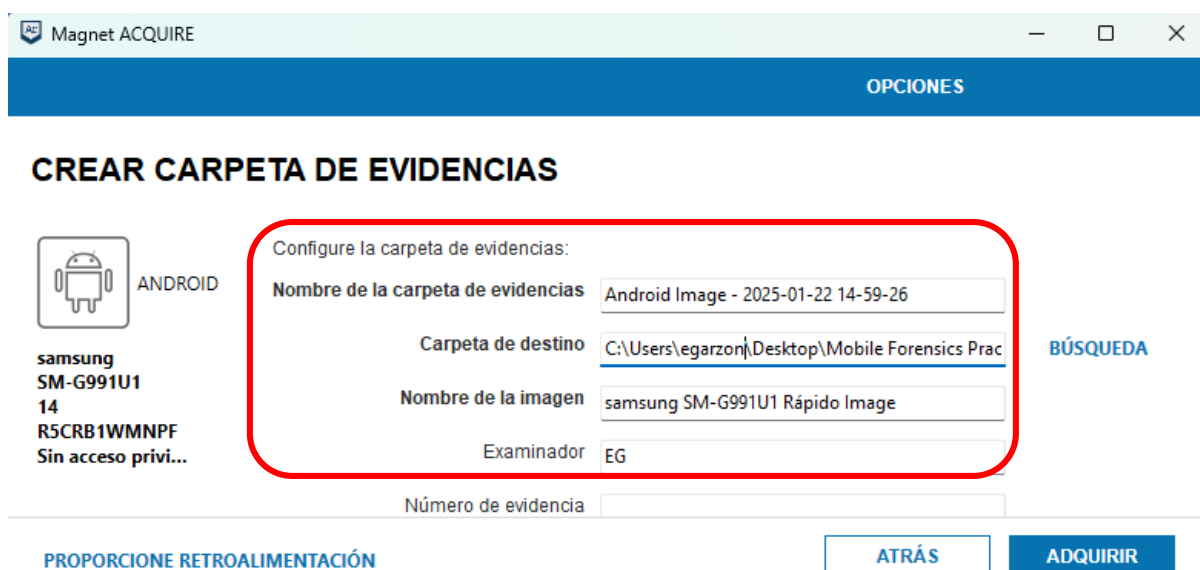 Magnet ACQUIRE
OPCIONES
CREAR CARPETA DE EVIDENCIAS
ANDROID
samsung
SM-G991U1
14
R5CRB1WMNPF
Sin acceso privi...
Configure la carpeta de evidencias:
Nombre de la carpeta de evidencias Android Image - 2025-01-22 14-59-26
Carpeta de destino C:\Users\egarzon\Desktop\Mobile Forensics Prac BÚSQUEDA
Nombre de la imagen samsung SM-G991U1 Rápido Image
Examinador EG
Número de evidencia
PROPORCIONE RETROALIMENTACIÓN ATRÁS ADQUIRIR